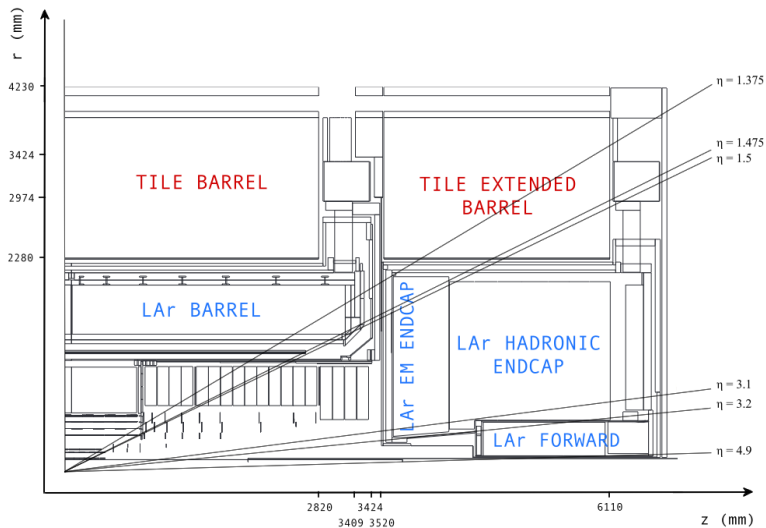 r (mm)
η = 1.375
4230
η = 1.475
3424
η = 1.5
TILE BARREL
TILE EXTENDED
BARREL
2974
2280
LAr BARREL
LAr EM ENDCAP
LAr HADRONIC
ENDCAP
η = 3.1
η = 3.2
LAr FORWARD
η = 4.9
2820
3424
6110
3409
3520
z (mm)